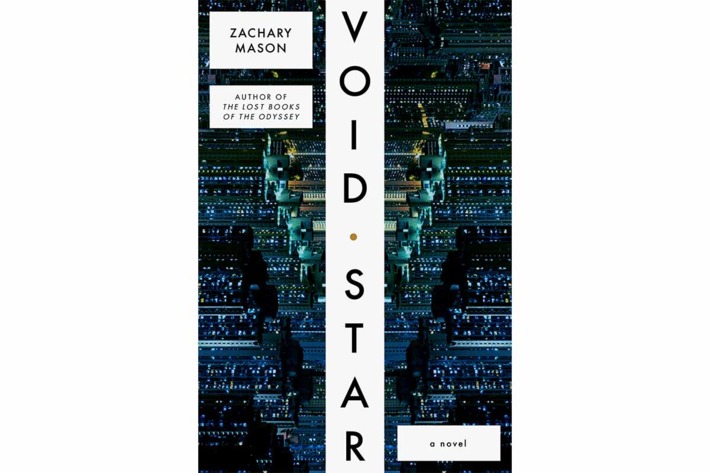 ZACHARY
MASON
AUTHOR OF
THE LOST BOOKS
OF THE ODYSSEY
VOID • STAR
a novel